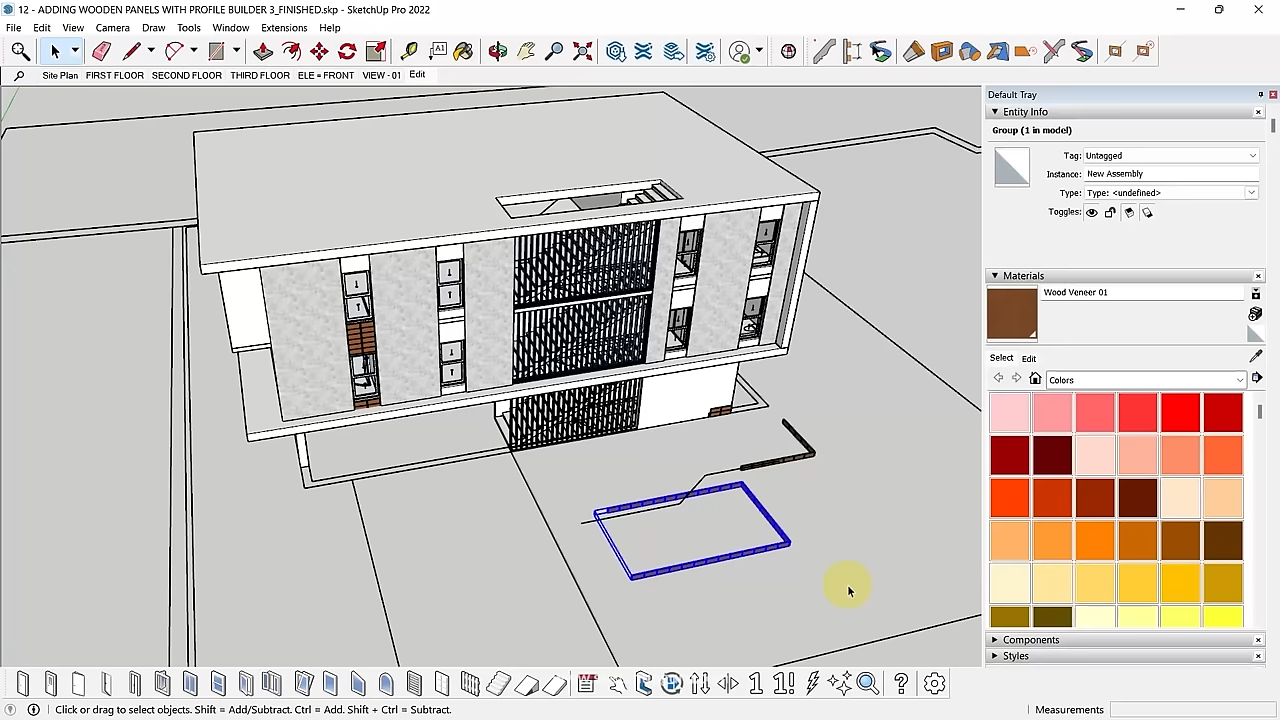 12 - ADDING WOODEN PANELS WITH PROFILE BUILDER 3_FINISHED.skp - SketchUp Pro 2022
File Edit View Camera Draw Tools Window Extensions Help
Site Plan FIRST FLOOR SECOND FLOOR THIRD FLOOR ELE = FRONT VIEW - 01 Edit
Default Tray
Entity Info
Group (1 in model)
Tag: Untagged
Instance: New Assembly
Type: Type: <undefined>
Toggles:
Materials
Wood Veneer 01
Select Edit
Colors
Components
Styles
1 1! ?
Click or drag to select objects. Shift = Add/Subtract. Ctrl = Add. Shift + Ctrl = Subtract.
Measurements